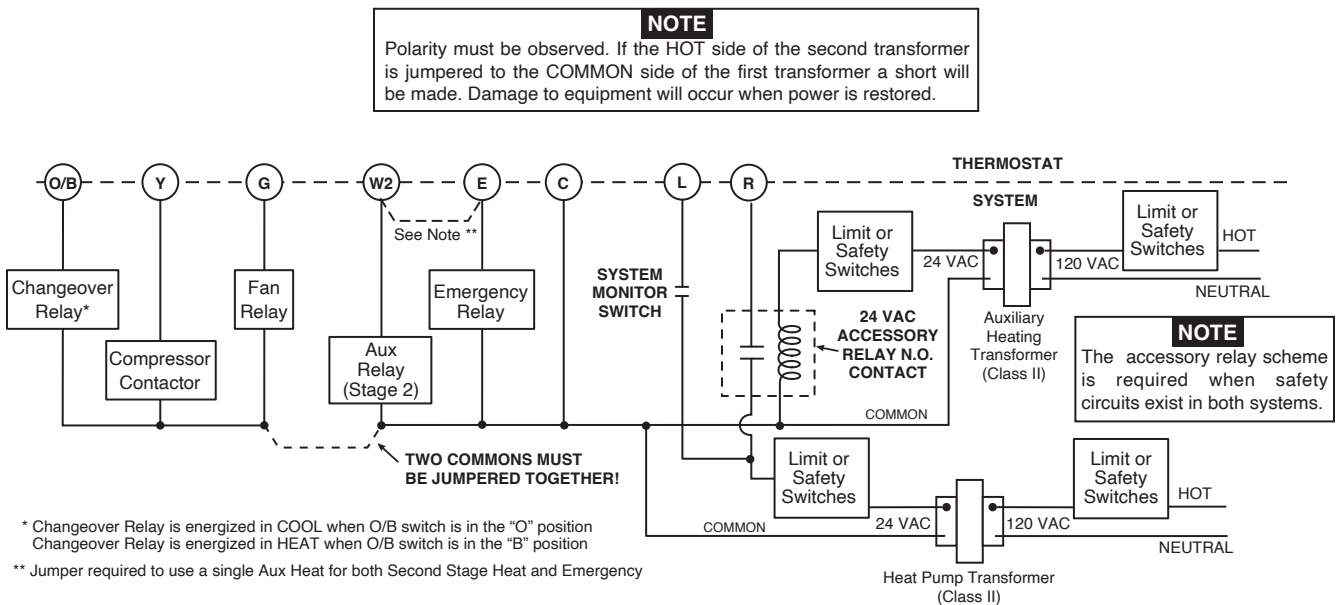 NOTE
Polarity must be observed. If the HOT side of the second transformer
is jumpered to the COMMON side of the first transformer a short will
be made. Damage to equipment will occur when power is restored.
O/B
Y
G
W2
E
C
L
R
THERMOSTAT
SYSTEM
See Note **
Changeover
Relay*
Compressor
Contactor
Fan
Relay
Aux
Relay
(Stage 2)
Emergency
Relay
SYSTEM
MONITOR
SWITCH
24 VAC
ACCESSORY
RELAY N.O.
CONTACT
Limit or
Safety
Switches
24 VAC
120 VAC
Limit or
Safety
Switches
HOT
NEUTRAL
Auxiliary
Heating
Transformer
(Class II)
NOTE
The accessory relay scheme
is required when safety
circuits exist in both systems.
COMMON
TWO COMMONS MUST
BE JUMPERED TOGETHER!
Limit or
Safety
Switches
COMMON
24 VAC
120 VAC
Limit or
Safety
Switches
HOT
NEUTRAL
Heat Pump Transformer
(Class II)
* Changeover Relay is energized in COOL when O/B switch is in the “O” position
Changeover Relay is energized in HEAT when O/B switch is in the “B” position
** Jumper required to use a single Aux Heat for both Second Stage Heat and Emergency